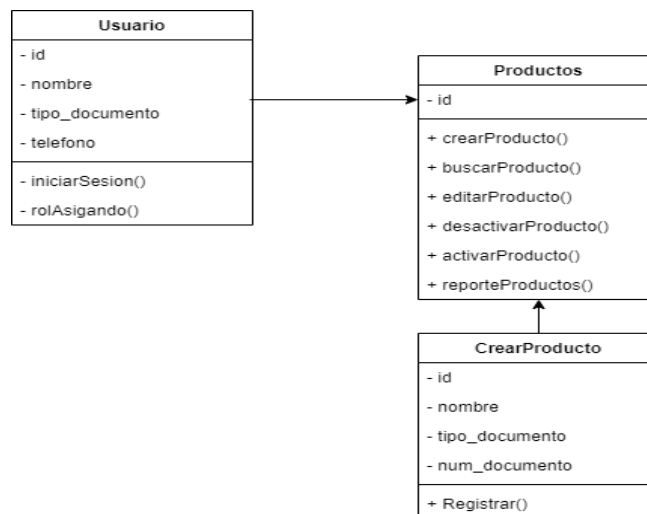 Usuario
- id
- nombre
- tipo_documento
- telefono
- iniciarSesion()
- rolAsigando()
Productos
- id
+ crearProducto()
+ buscarProducto()
+ editarProducto()
+ desactivarProducto()
+ activarProducto()
+ reporteProductos()
CrearProducto
- id
- nombre
- tipo_documento
- num_documento
+ Registrar()